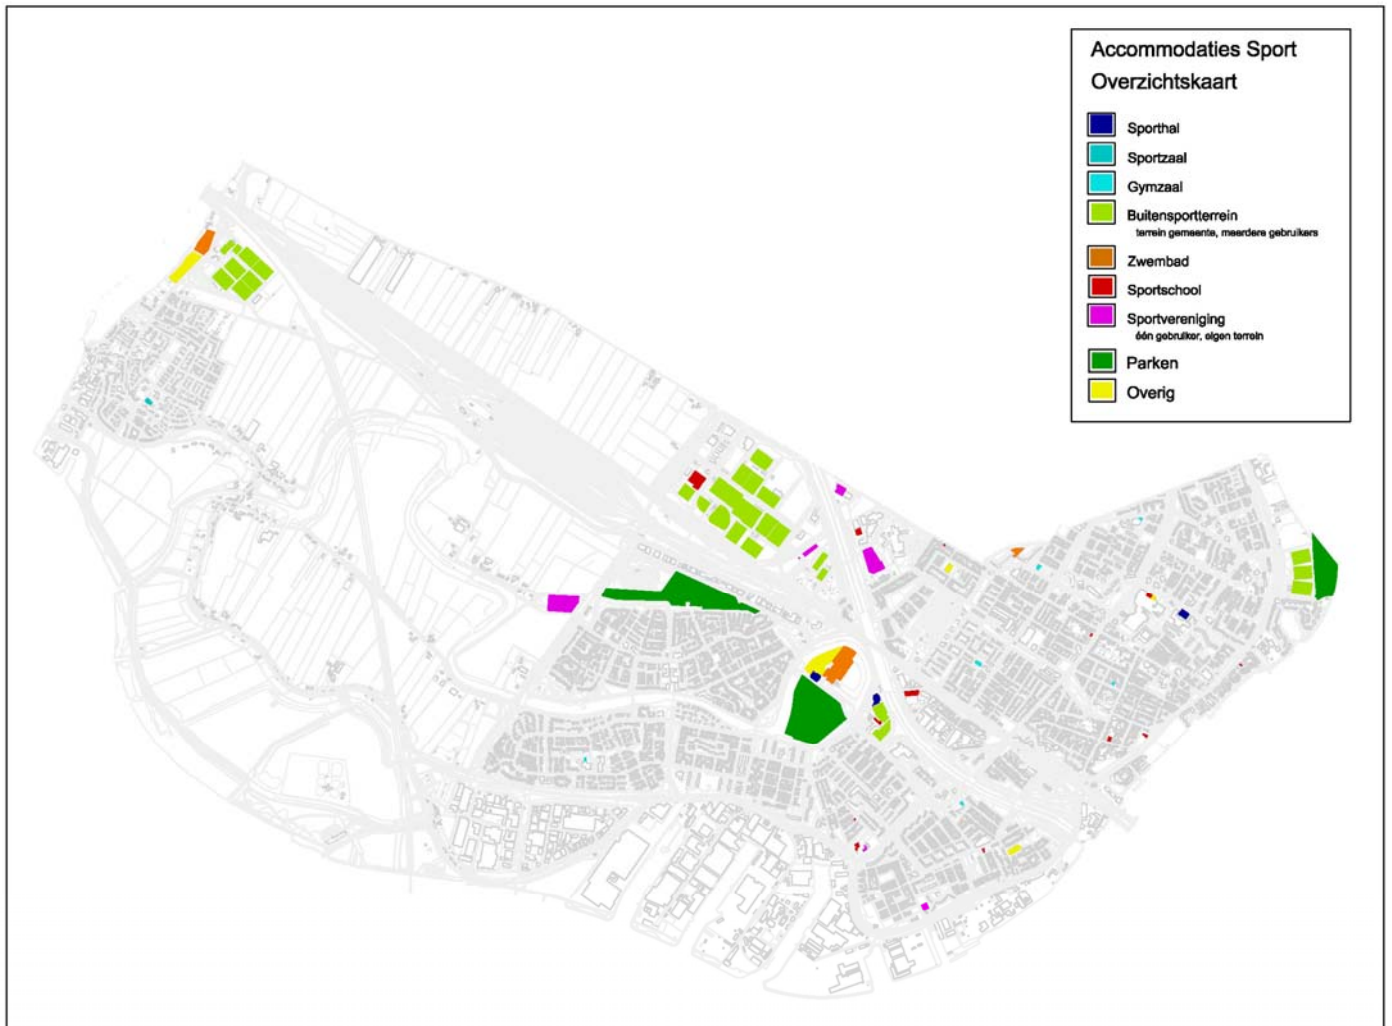 Accommodaties Sport
Overzichtskaart
Sporthal
Sportzaal
Gymzaal
Buitensportterrein
terrein gemeente, meerdere gebruikers
Zwembad
Sportschool
Sportvereniging
één gebruiker, eigen terrein
Parken
Overig